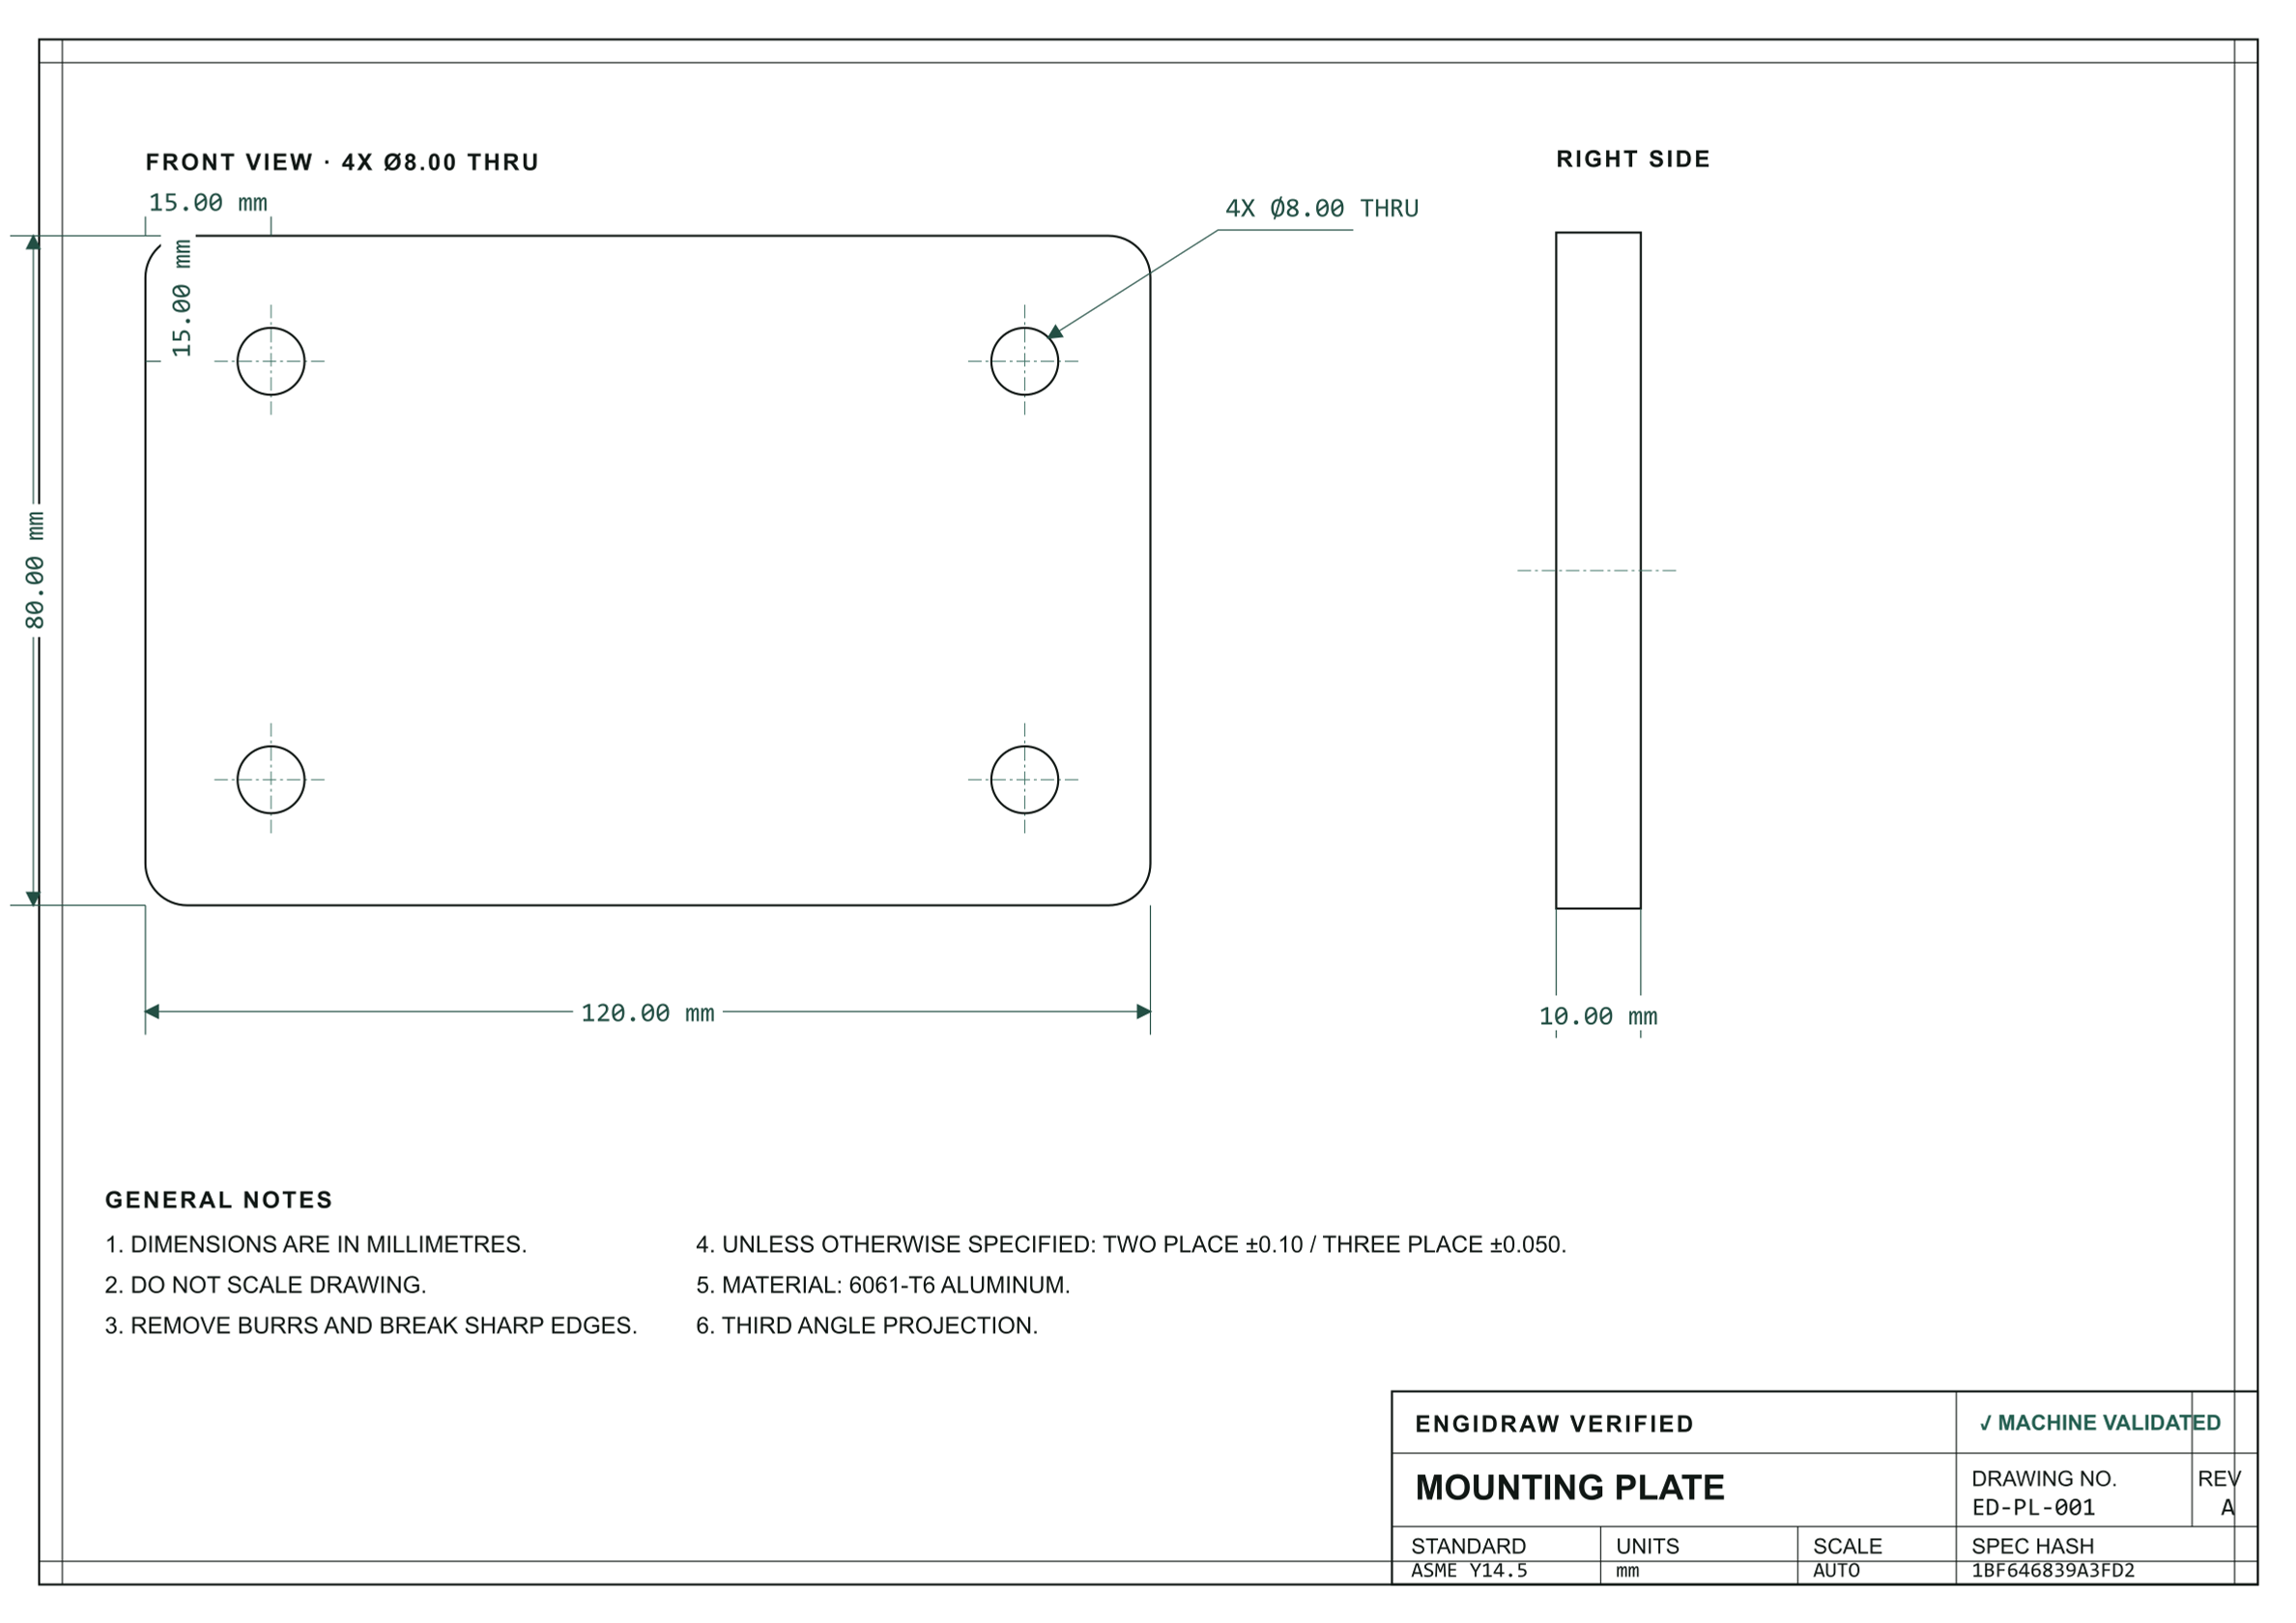 FRONT VIEW · 4X Ø8.00 THRU
RIGHT SIDE
15.00 mm
4X Ø8.00 THRU
15.00 mm
80.00 mm
120.00 mm
10.00 mm
GENERAL NOTES
1. DIMENSIONS ARE IN MILLIMETRES.
2. DO NOT SCALE DRAWING.
3. REMOVE BURRS AND BREAK SHARP EDGES.
4. UNLESS OTHERWISE SPECIFIED: TWO PLACE ±0.10 / THREE PLACE ±0.050.
5. MATERIAL: 6061-T6 ALUMINUM.
6. THIRD ANGLE PROJECTION.
ENGIDRAW VERIFIED
✓ MACHINE VALIDATED
MOUNTING PLATE
DRAWING NO.
ED-PL-001
REV
A
STANDARD
ASME Y14.5
UNITS
mm
SCALE
AUTO
SPEC HASH
1BF646839A3FD2